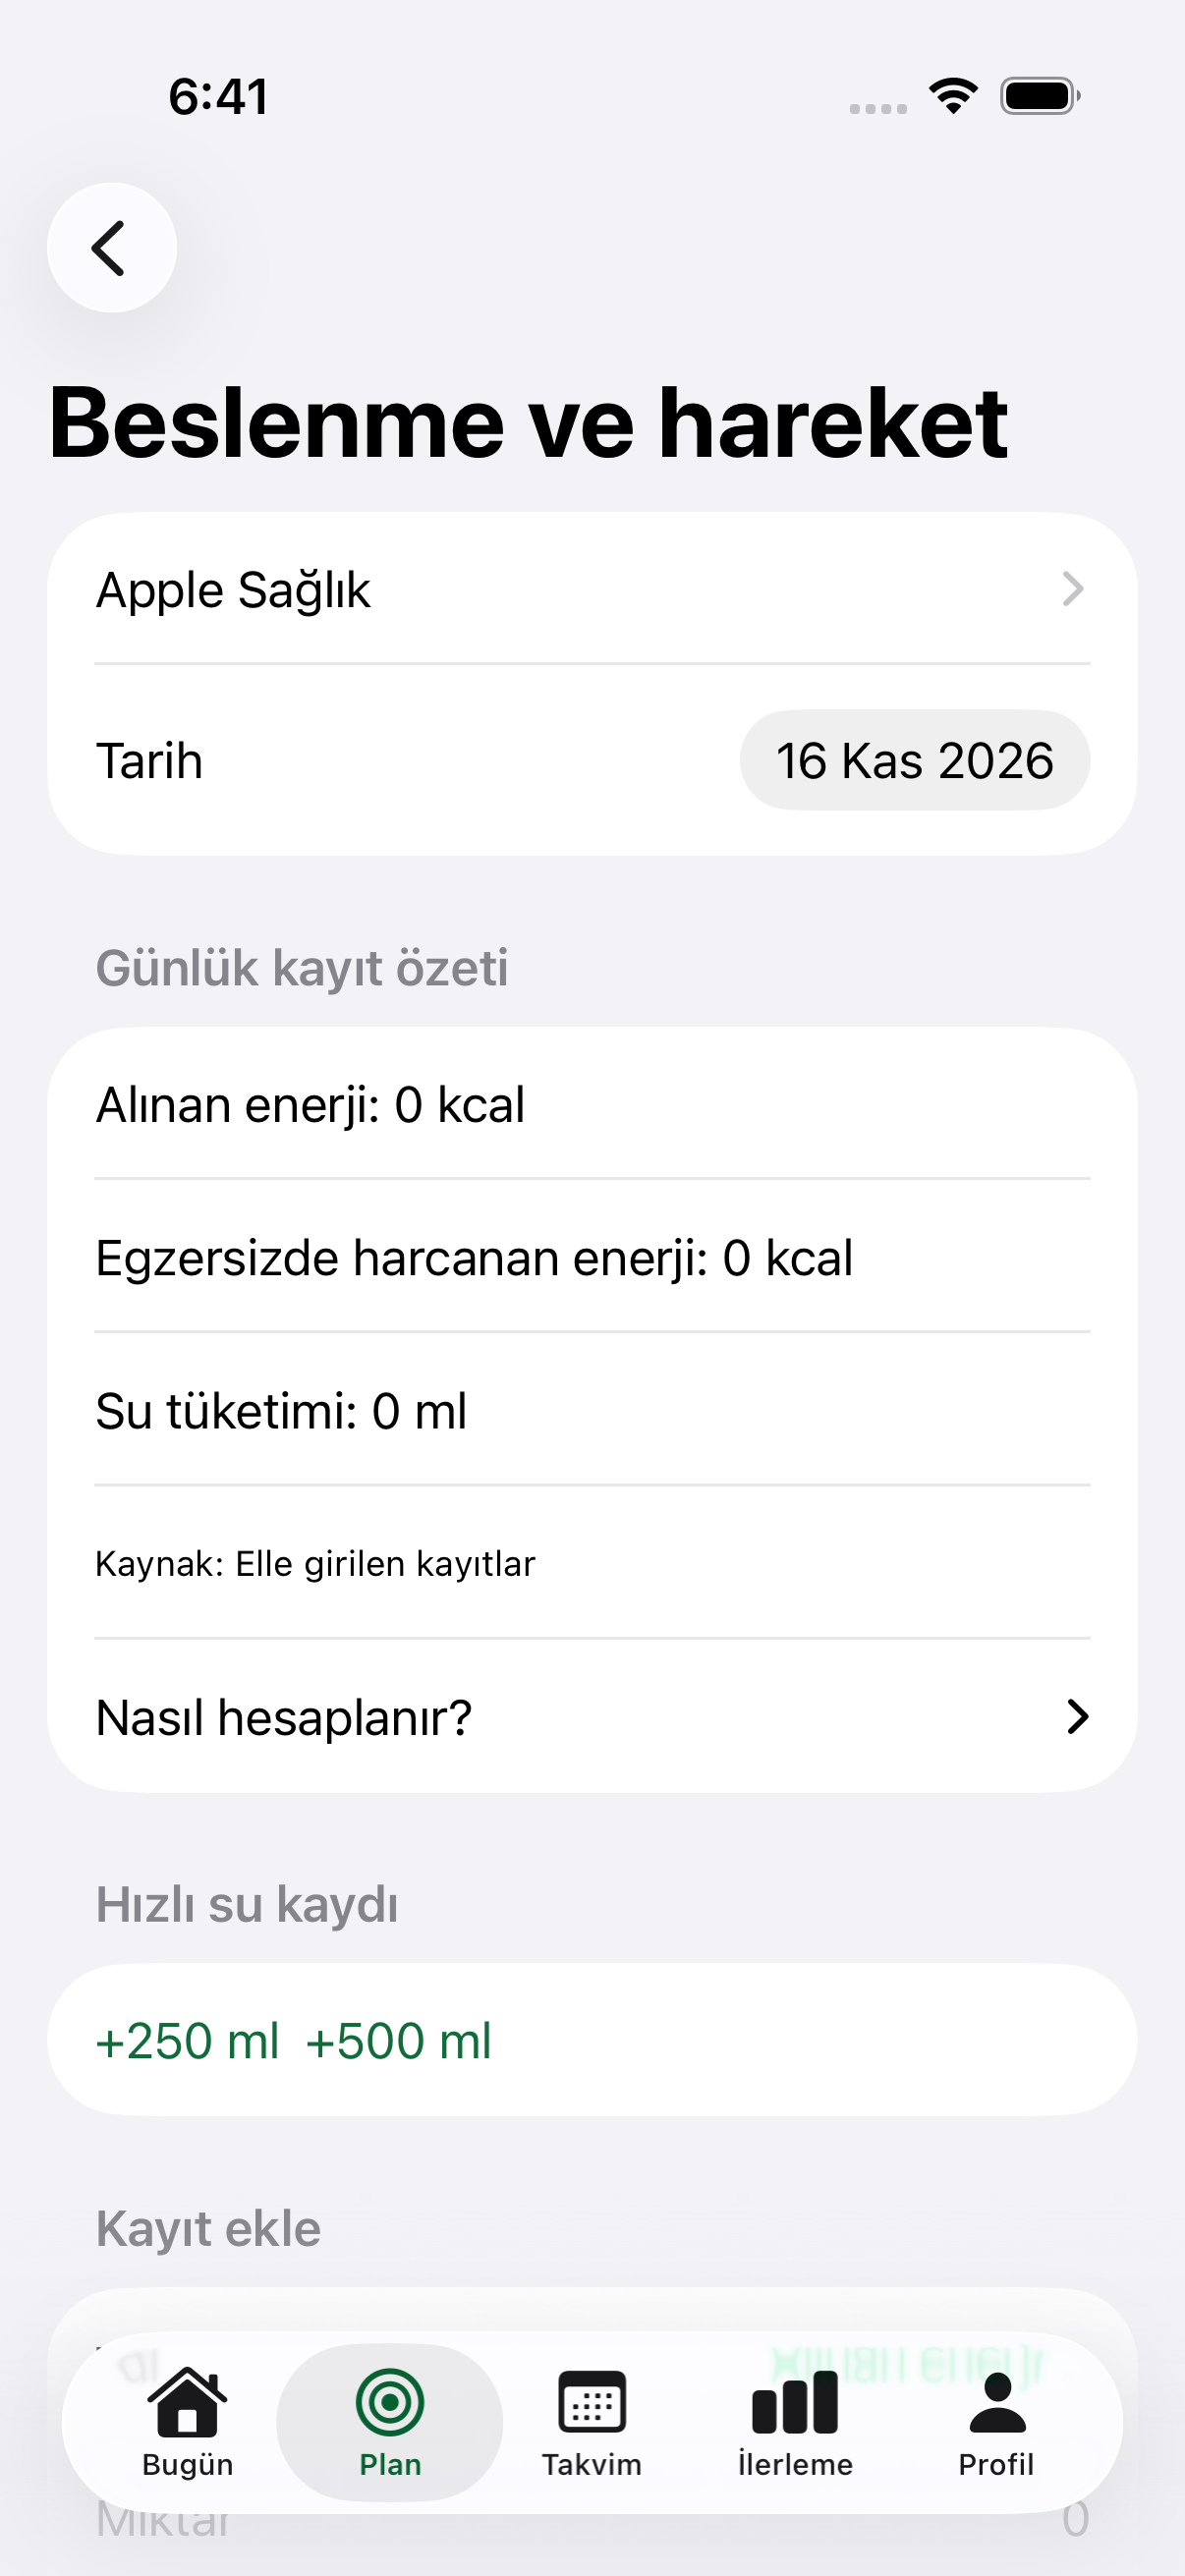 6:41
Beslenme ve hareket
Apple Sağlık
Tarih
16 Kas 2026
Günlük kayıt özeti
Alınan enerji: 0 kcal
Egzersizde harcanan enerji: 0 kcal
Su tüketimi: 0 ml
Kaynak: Elle girilen kayıtlar
Nasıl hesaplanır?
Hızlı su kaydı
+250 ml +500 ml
Kayıt ekle
Bugün
Plan
Takvim
İlerleme
Profil
Miktar
0